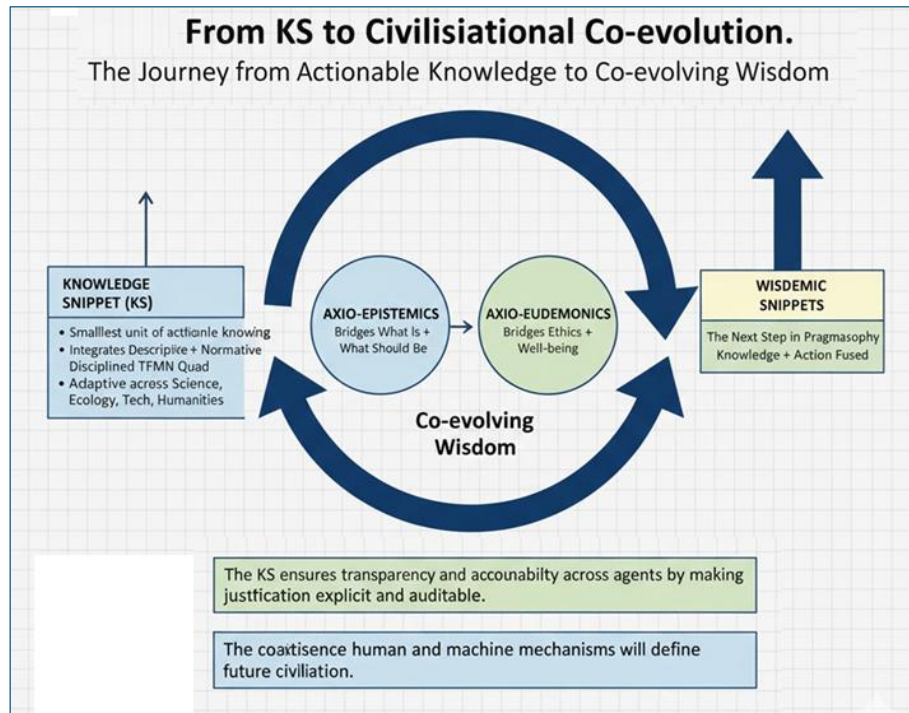 From KS to Civilisiational Co-evolution.
The Journey from Actionable Knowledge to Co-evolving Wisdom
KNOWLEDGE
SNIPPET (KS)
• Smalllest unit of acthanle knowing
• Integrates Descripike + Normative
Disciplined TFMN Quad
• Adaptive across Science,
Ecology, Tech, Humanities
AXIO-EPISTEMICS
Bridges What Is +
What Should Be
AXIO-EUDEMONICS
Bridges Ethics +
Well-being
Co-evolving
Wisdom
WISDEMIC
SNIPPETS
The Next Step in Pragmasophy
Knowledge + Action Fused
The KS ensures transparency and accounabilty across agents by making
justfication explicit and auditable.
The coaxtisence human and machine mechanisms will define
future civiliation.